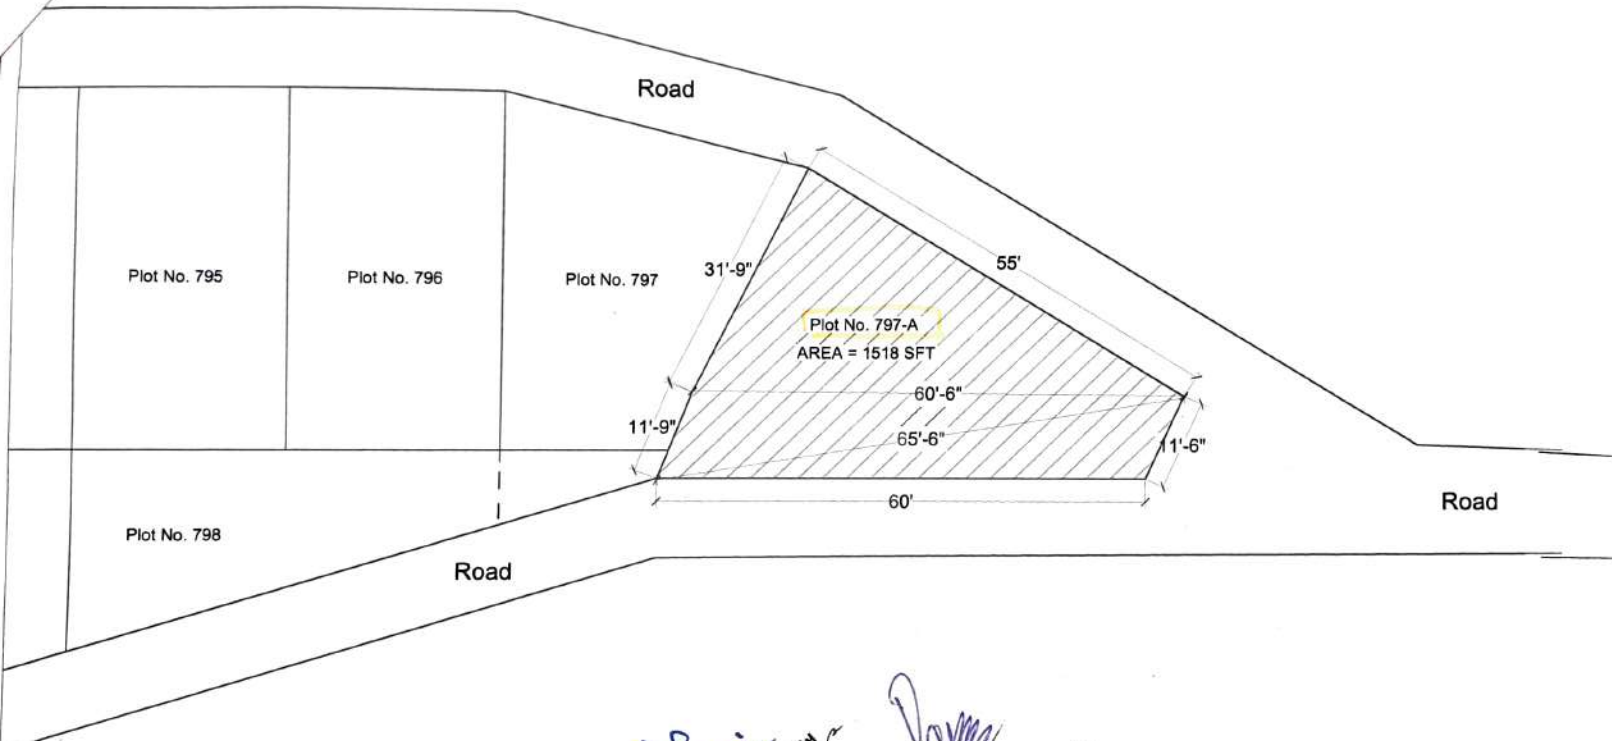 Road
55'
31'-9"
Plot No. 795
Plot No. 796
Plot No. 797
Plot No. 797-A
AREA = 1518 SFT
60'-6"
11'-9"
65'-6"
11'-6"
60'
Road
Plot No. 798
Road